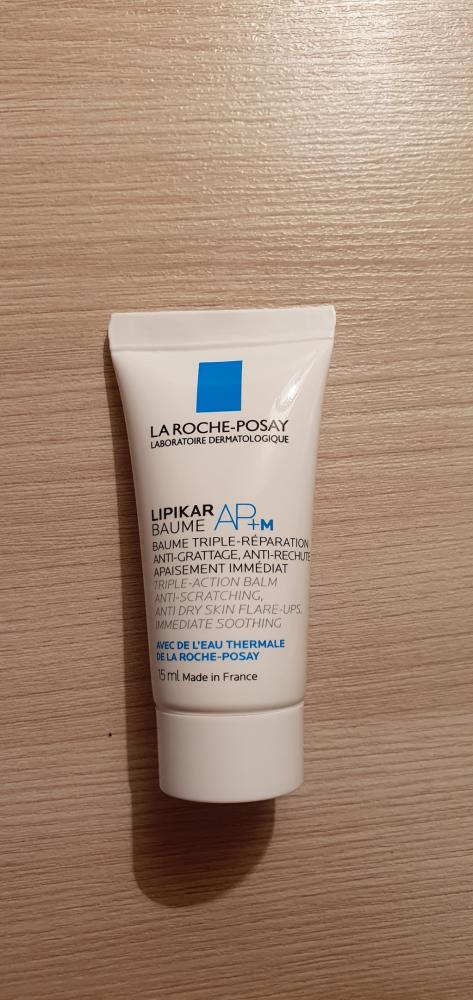 LA ROCHE-POSAY
LABORATOIRE DERMATOLOGIQUE
LIPIKAR
BAUME AP+M
BAUME TRIPLE-RÉPARATION
ANTI-GRATTAGE, ANTI-RECHUTE
APAISEMENT IMMÉDIAT
TRIPLE-ACTION BALM
ANTI-SCRATCHING,
ANTI DRY SKIN FLARE-UPS,
IMMEDIATE SOOTHING
AVEC DE L'EAU THERMALE
DE LA ROCHE-POSAY
15 ml Made in France